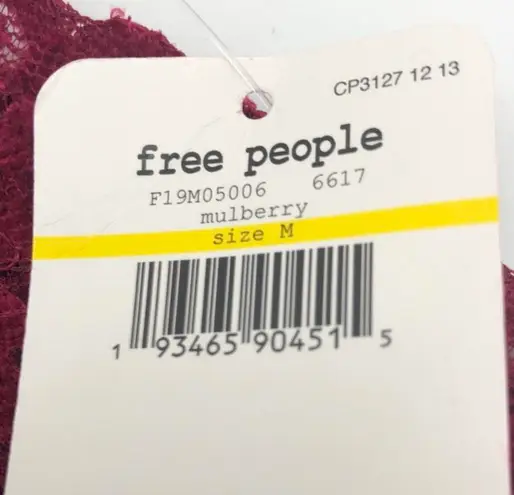 CP3127 12 13
free people
F19M05006 6617
mulberry
size M
1 93465 90451 5